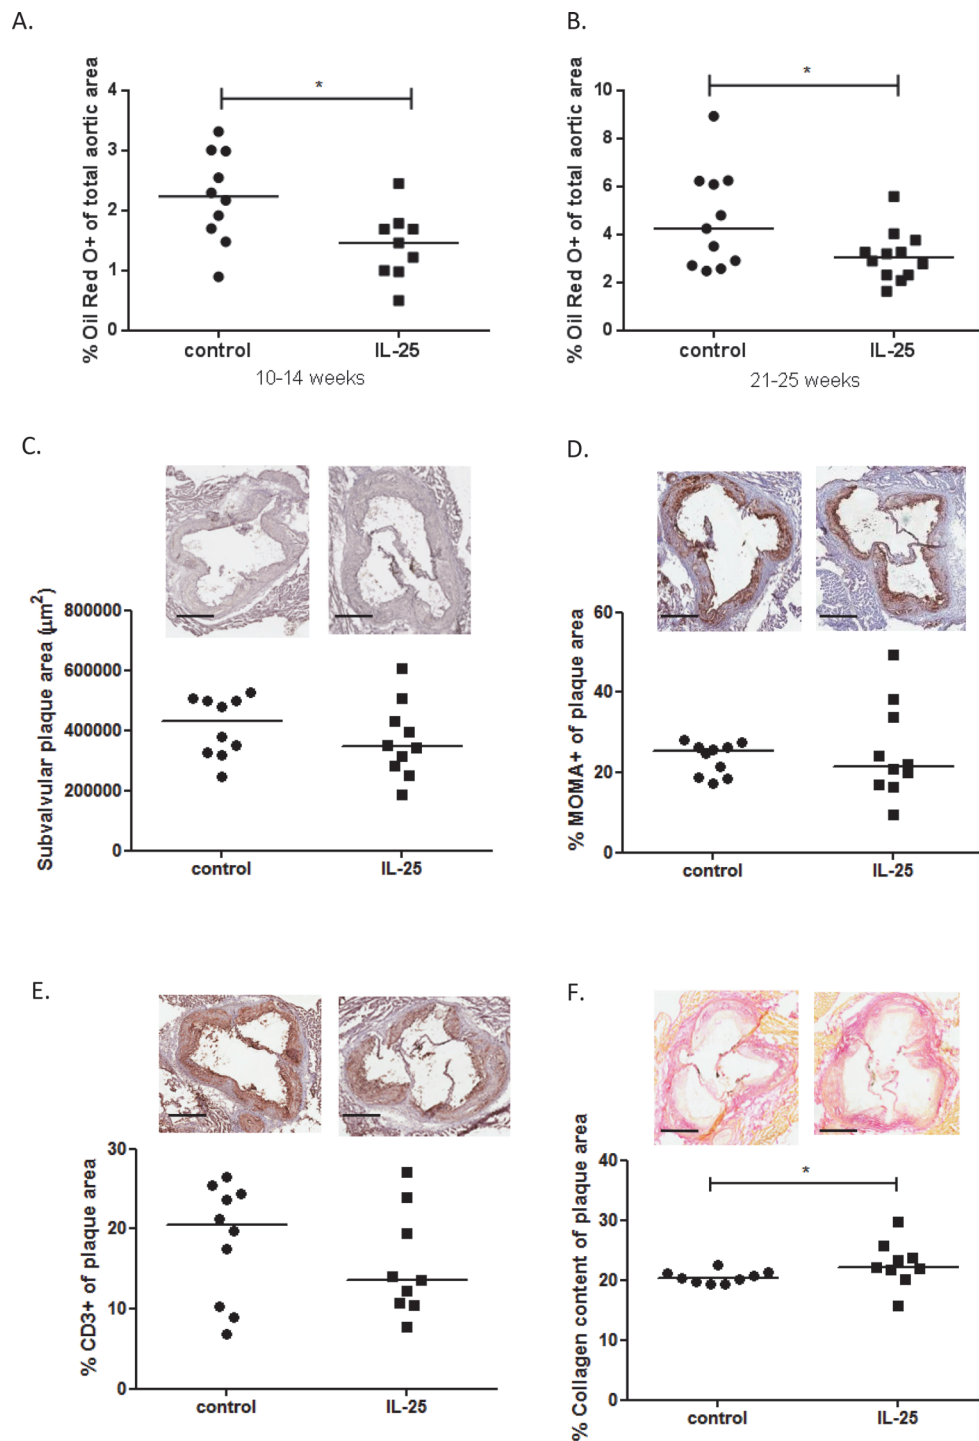 A.
% Oil Red O+ of total aortic area
4
3
2
1
0
*
control
IL-25
10-14 weeks
B.
% Oil Red O+ of total aortic area
10
8
6
4
2
0
*
control
IL-25
21-25 weeks
C.
Subvalvular plaque area (µm²)
800000
600000
400000
200000
0
control
IL-25
D.
% MOMA+ of plaque area
60
40
20
0
control
IL-25
E.
% CD3+ of plaque area
30
20
10
0
control
IL-25
F.
% Collagen content of plaque area
40
30
20
10
0
*
control
IL-25